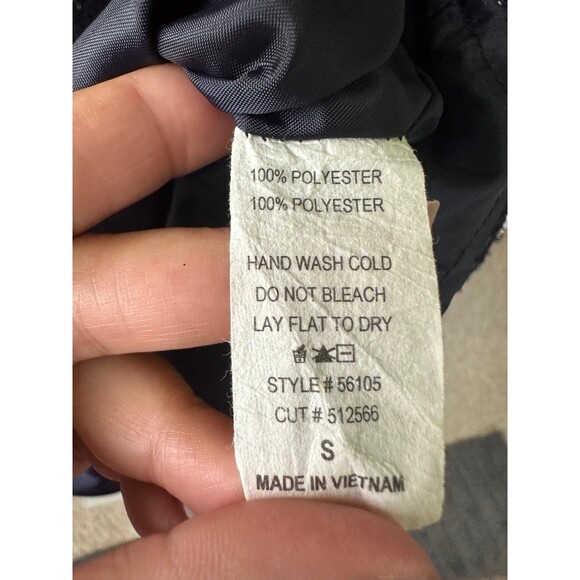 100% POLYESTER
100% POLYESTER
HAND WASH COLD
DO NOT BLEACH
LAY FLAT TO DRY
STYLE # 56105
CUT # 512566
S
MADE IN VIETNAM